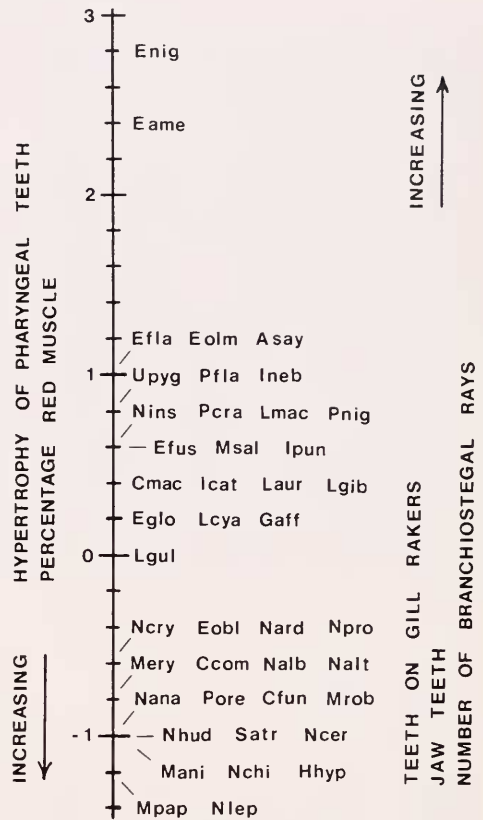 3
Enig
Eame
2
Efla Eolm Asay
1
Upyg Pfla Ineb
Nins Pcra Lmac Pnig
Efus Msal Ipun
Cmac Icat Laur Lgib
Eglo Lcya Gaff
0
Lgul
Ncry Eobl Nard Npro
Mery Ccom Nalb Nalt
Nana Pore Cfun Mrob
-1
Nhud Satr Ncer
Mani Nchi Hhyp
Mpap Nlep
HYPERTROPHY OF PHARYNGEAL TEETH
PERCENTAGE RED MUSCLE
INCREASING
INCREASING
TEETH ON GILL RAKERS
JAW TEETH
NUMBER OF BRANCHIOSTEGAL RAYS